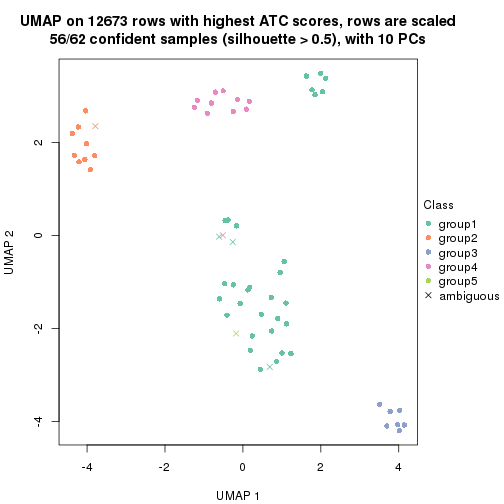 UMAP on 12673 rows with highest ATC scores, rows are scaled
56/62 confident samples (silhouette > 0.5), with 10 PCs
UMAP 2
2
0
-2
-4
-4
-2
0
2
4
UMAP 1
Class
group1
group2
group3
group4
group5
ambiguous